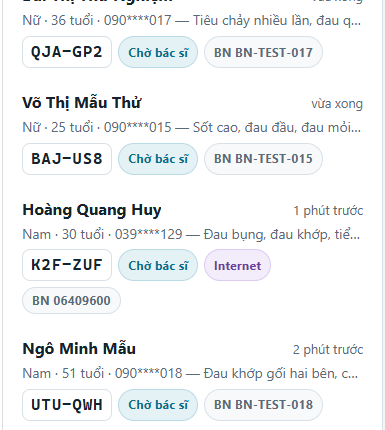 vừa xong
Nữ · 36 tuổi · 090****017 — Tiêu chảy nhiều lần, đau q...
QJA-GP2 Chờ bác sĩ BN BN-TEST-017
Võ Thị Mẫu Thử vừa xong
Nữ · 25 tuổi · 090****015 — Sốt cao, đau đầu, đau mỏi...
BAJ-US8 Chờ bác sĩ BN BN-TEST-015
Hoàng Quang Huy 1 phút trước
Nam · 30 tuổi · 039****129 — Đau bụng, đau khớp, tiể...
K2F-ZUF Chờ bác sĩ Internet
BN 06409600
Ngô Minh Mẫu 2 phút trước
Nam · 51 tuổi · 090****018 — Đau khớp gối hai bên, c...
UTU-QWH Chờ bác sĩ BN BN-TEST-018